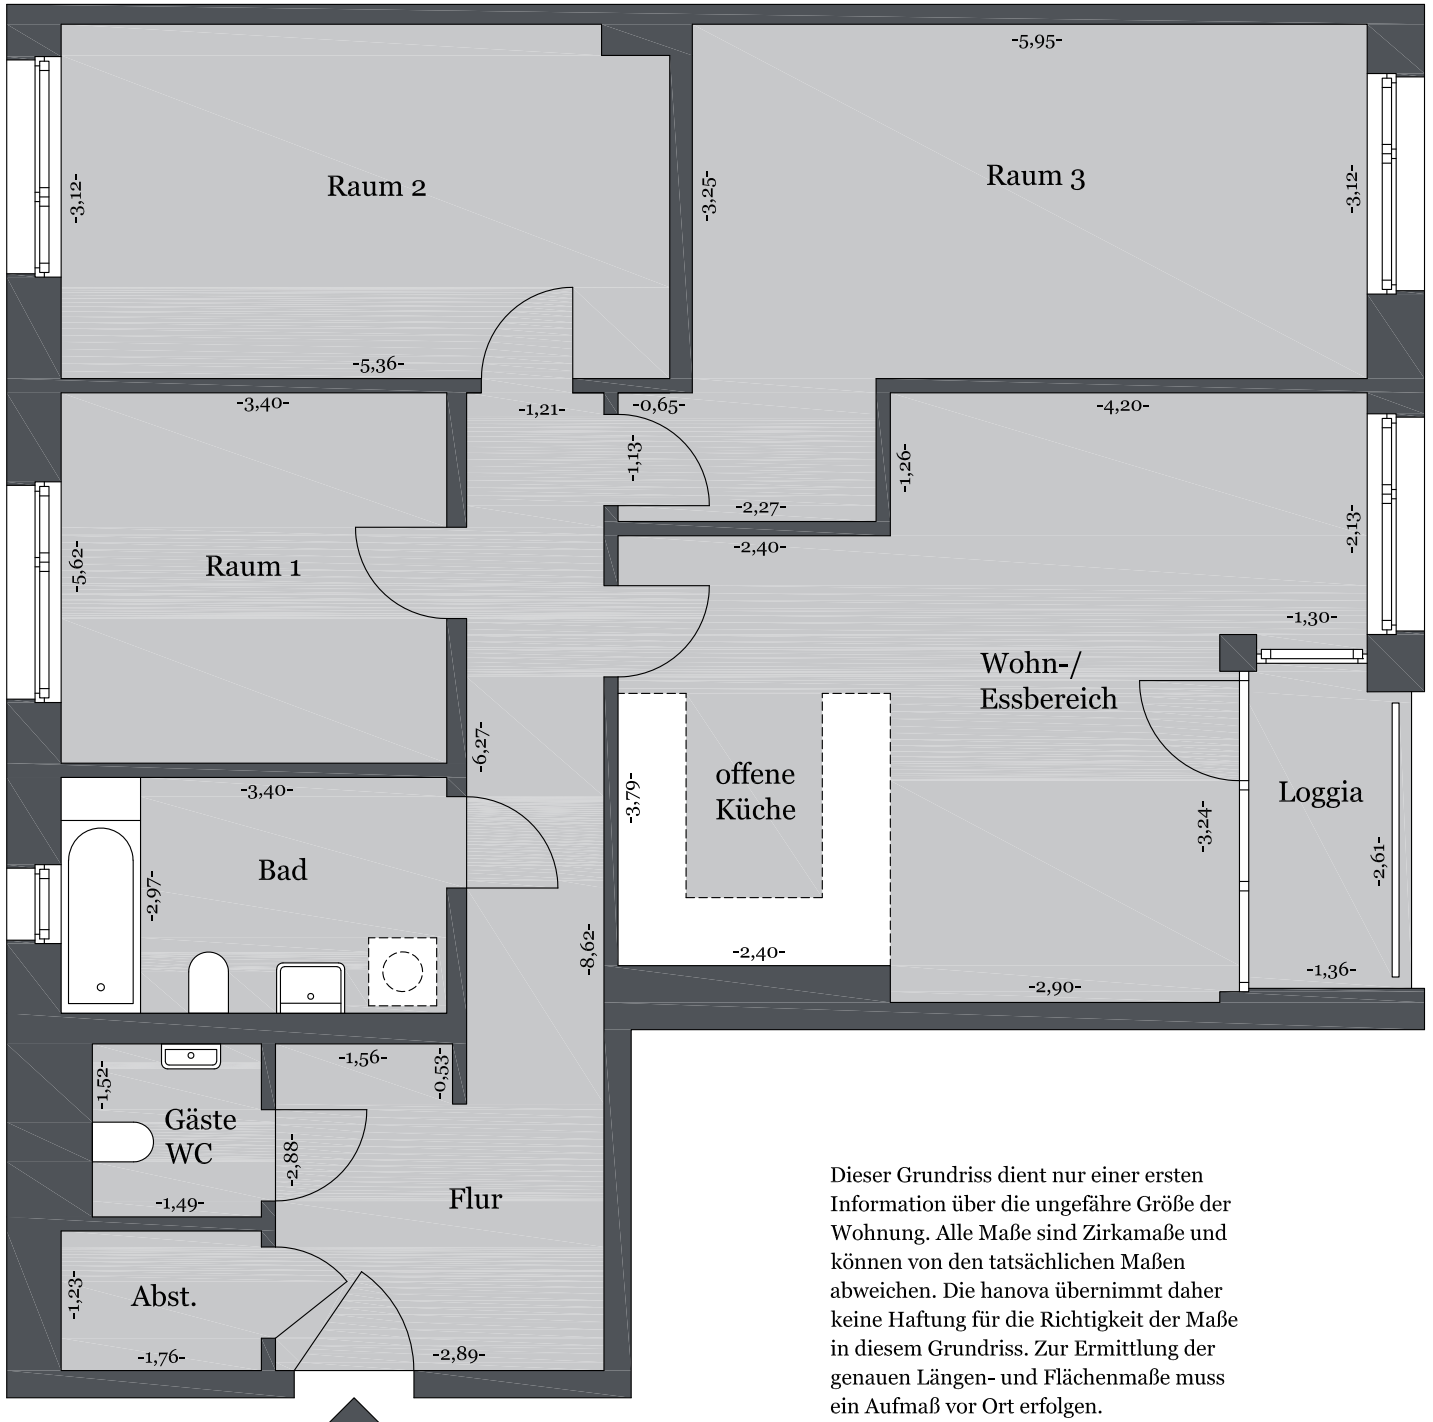 -5,95-
Raum 2
-3,12-
-5,36-
Raum 3
-3,25-
-3,12-
-3,40-
-1,21-
-0,65-
-1,13-
-2,27-
-4,20-
-1,26-
-2,13-
-2,40-
-1,30-
Raum 1
-5,62-
-6,27-
Wohn-/
Essbereich
offene
Küche
-3,79-
-2,40-
-3,24-
-2,90-
Loggia
-2,61-
-1,36-
-3,40-
Bad
-2,97-
-8,62-
-1,56-
-0,53-
-1,52-
Gäste
WC
-1,49-
-2,88-
Flur
-1,23-
Abst.
-1,76-
-2,89-
Dieser Grundriss dient nur einer ersten
Information über die ungefähre Größe der
Wohnung. Alle Maße sind Zirkamaße und
können von den tatsächlichen Maßen
abweichen. Die hanova übernimmt daher
keine Haftung für die Richtigkeit der Maße
in diesem Grundriss. Zur Ermittlung der
genauen Längen- und Flächenmaße muss
ein Aufmaß vor Ort erfolgen.